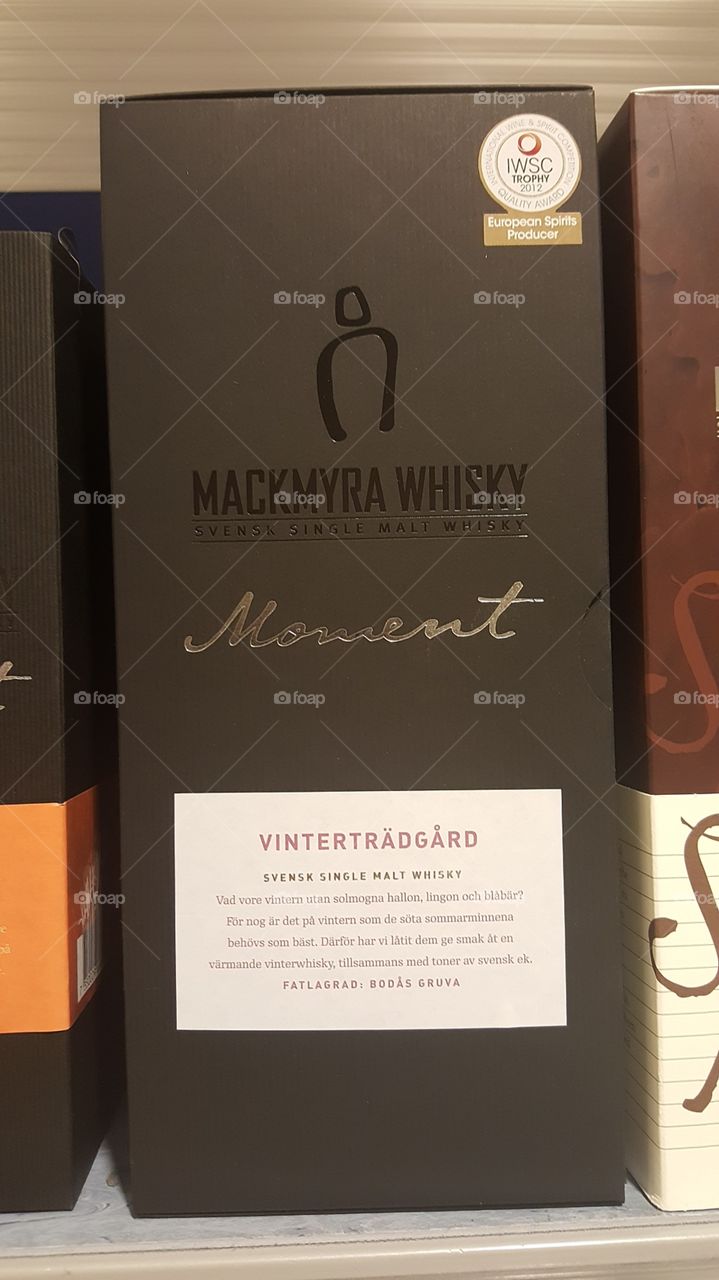 INTERNATIONAL WINE & SPIRIT COMPETITION
IWSC
TROPHY
2012
QUALITY AWARD
European Spirits
Producer
MACKMYRA WHISKY
SVENSK SINGLE MALT WHISKY
Moment
VINTERTRÄDGÅRD
SVENSK SINGLE MALT WHISKY
Vad vore vintern utan solmogna hallon, lingon och blåbär?
För nog är det på vintern som de söta sommarminnena
behövs som bäst. Därför har vi låtit dem ge smak åt en
värmande vinterwhisky, tillsammans med toner av svensk ek.
FATLAGRAD: BODÅS GRUVA
foap